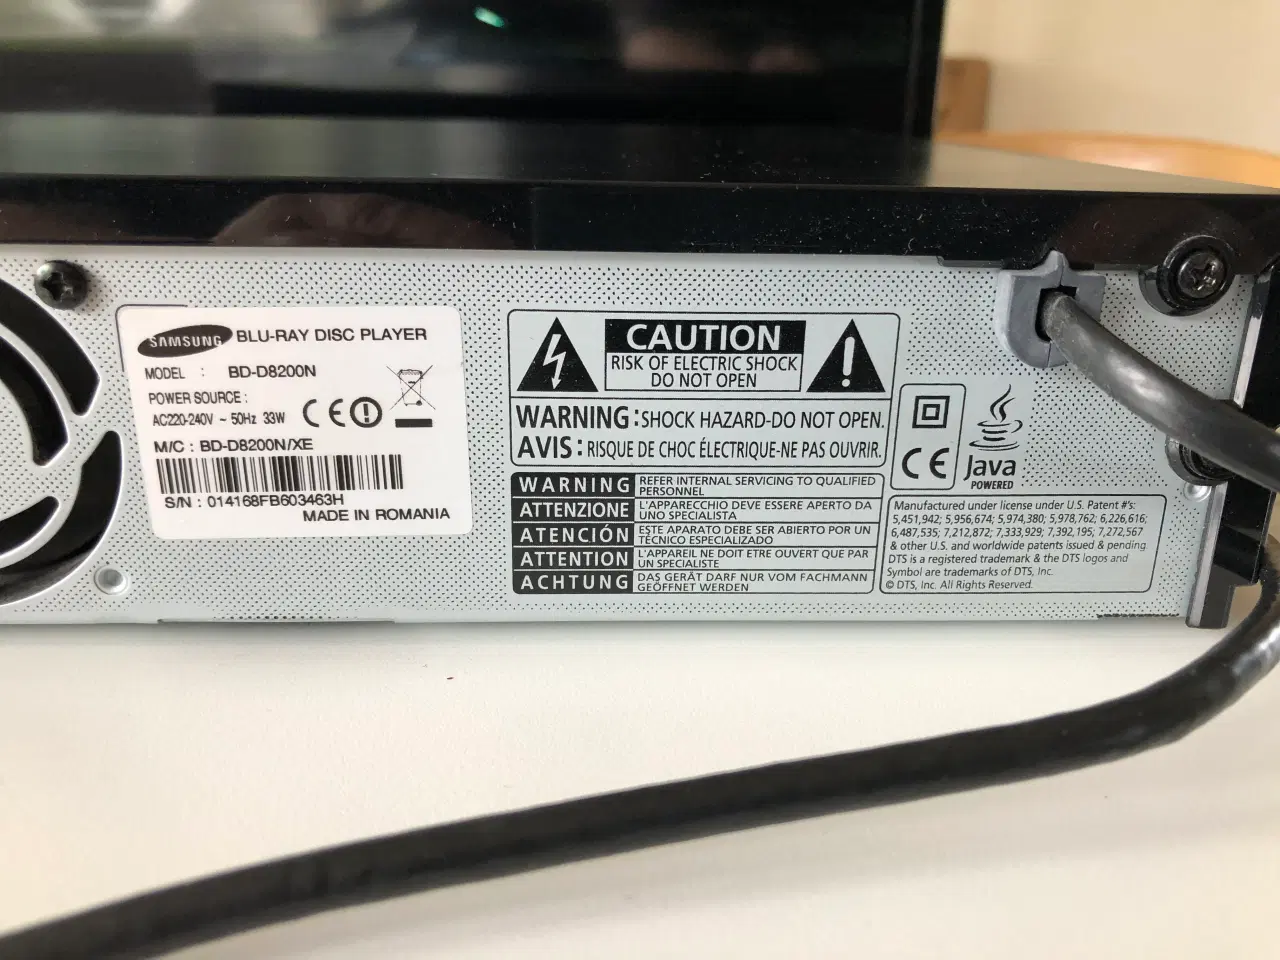 SAMSUNG BLU-RAY DISC PLAYER
MODEL : BD-D8200N
POWER SOURCE :
AC220-240V ~ 50Hz 33W
M/C : BD-D8200N/XE
S/N : 014168FB603463H
MADE IN ROMANIA
CAUTION
RISK OF ELECTRIC SHOCK
DO NOT OPEN
WARNING : SHOCK HAZARD-DO NOT OPEN.
AVIS : RISQUE DE CHOC ÉLECTRIQUE-NE PAS OUVRIR.
WARNING REFER INTERNAL SERVICING TO QUALIFIED
PERSONNEL
ATTENZIONE L'APPARECCHIO DEVE ESSERE APERTO DA
UNO SPECIALISTA
ATENCIÓN ESTE APARATO DEBE SER ABIERTO POR UN
TÉCNICO ESPECIALIZADO
ATTENTION L'APPAREIL NE DOIT ETRE OUVERT QUE PAR
UN SPECIALISTE
ACHTUNG DAS GERÄT DARF NUR VOM FACHMANN
GEÖFFNET WERDEN
CE
Java
POWERED
Manufactured under license under U.S. Patent #'s:
5,451,942; 5,956,674; 5,974,380; 5,978,762; 6,226,616;
6,487,535; 7,212,872; 7,333,929; 7,392,195; 7,272,567
& other U.S. and worldwide patents issued & pending
DTS is a registered trademark & the DTS logos and
Symbol are trademarks of DTS, Inc.
© DTS, Inc. All Rights Reserved.